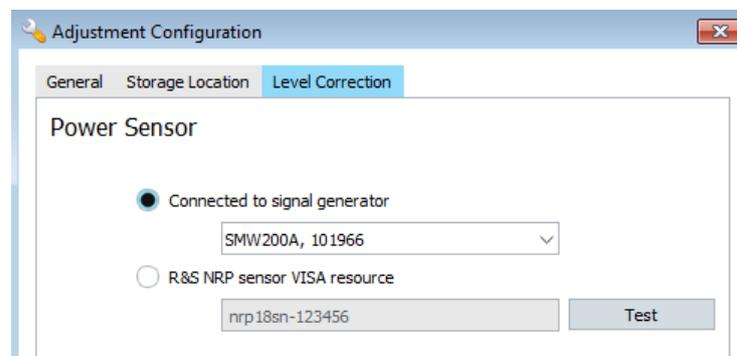 Adjustment Configuration
General Storage Location Level Correction
Power Sensor
Connected to signal generator
SMW200A, 101966
R&S NRP sensor VISA resource
nrp18sn-123456 Test